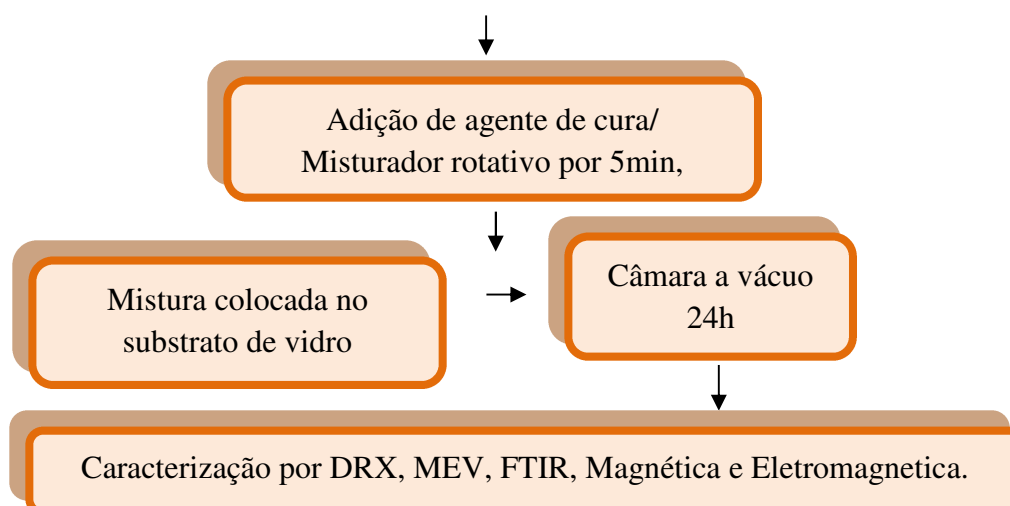 Adição de agente de cura/
Misturador rotativo por 5min,
Mistura colocada no
substrato de vidro
Câmara a vácuo
24h
Caracterização por DRX, MEV, FTIR, Magnética e Eletromagnetica.